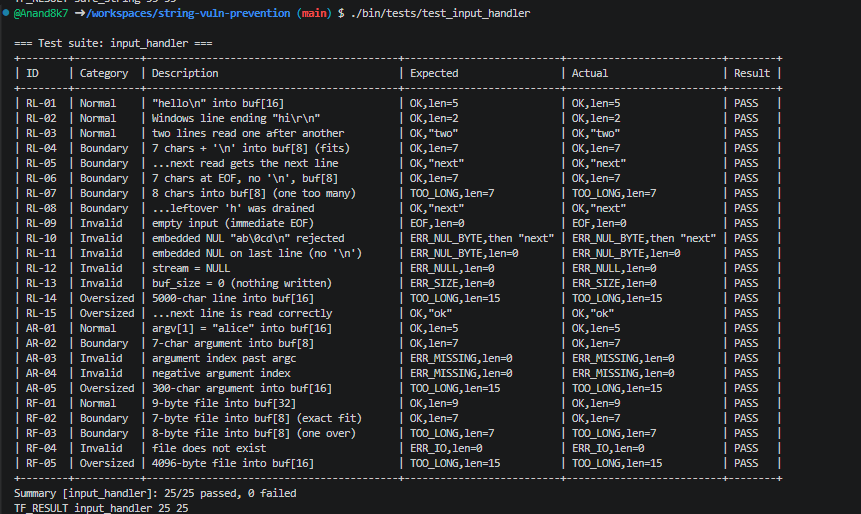 TF_RESULT safe_string 55 55
@Anand8k7 ➜/workspaces/string-vuln-prevention (main) $ ./bin/tests/test_input_handler
=== Test suite: input_handler ===
+-------+-----------+----------------------------------+---------------------------+---------------------------+--------+
| ID | Category | Description | Expected | Actual | Result |
+-------+-----------+----------------------------------+---------------------------+---------------------------+--------+
| RL-01 | Normal | "hello\n" into buf[16] | OK,len=5 | OK,len=5 | PASS |
| RL-02 | Normal | Windows line ending "hi\r\n" | OK,len=2 | OK,len=2 | PASS |
| RL-03 | Normal | two lines read one after another | OK,"two" | OK,"two" | PASS |
| RL-04 | Boundary | 7 chars + '\n' into buf[8] (fits) | OK,len=7 | OK,len=7 | PASS |
| RL-05 | Boundary | ...next read gets the next line | OK,"next" | OK,"next" | PASS |
| RL-06 | Boundary | 7 chars at EOF, no '\n', buf[8] | OK,len=7 | OK,len=7 | PASS |
| RL-07 | Boundary | 8 chars into buf[8] (one too many) | TOO_LONG,len=7 | TOO_LONG,len=7 | PASS |
| RL-08 | Boundary | ...leftover 'h' was drained | OK,"next" | OK,"next" | PASS |
| RL-09 | Invalid | empty input (immediate EOF) | EOF,len=0 | EOF,len=0 | PASS |
| RL-10 | Invalid | embedded NUL "ab\0cd\n" rejected | ERR_NUL_BYTE,then "next" | ERR_NUL_BYTE,then "next" | PASS |
| RL-11 | Invalid | embedded NUL on last line (no '\n') | ERR_NUL_BYTE,len=0 | ERR_NUL_BYTE,len=0 | PASS |
| RL-12 | Invalid | stream = NULL | ERR_NULL,len=0 | ERR_NULL,len=0 | PASS |
| RL-13 | Invalid | buf_size = 0 (nothing written) | ERR_SIZE,len=0 | ERR_SIZE,len=0 | PASS |
| RL-14 | Oversized | 5000-char line into buf[16] | TOO_LONG,len=15 | TOO_LONG,len=15 | PASS |
| RL-15 | Oversized | ...next line is read correctly | OK,"ok" | OK,"ok" | PASS |
| AR-01 | Normal | argv[1] = "alice" into buf[16] | OK,len=5 | OK,len=5 | PASS |
| AR-02 | Boundary | 7-char argument into buf[8] | OK,len=7 | OK,len=7 | PASS |
| AR-03 | Invalid | argument index past argc | ERR_MISSING,len=0 | ERR_MISSING,len=0 | PASS |
| AR-04 | Invalid | negative argument index | ERR_MISSING,len=0 | ERR_MISSING,len=0 | PASS |
| AR-05 | Oversized | 300-char argument into buf[16] | TOO_LONG,len=15 | TOO_LONG,len=15 | PASS |
| RF-01 | Normal | 9-byte file into buf[32] | OK,len=9 | OK,len=9 | PASS |
| RF-02 | Boundary | 7-byte file into buf[8] (exact fit) | OK,len=7 | OK,len=7 | PASS |
| RF-03 | Boundary | 8-byte file into buf[8] (one over) | TOO_LONG,len=7 | TOO_LONG,len=7 | PASS |
| RF-04 | Invalid | file does not exist | ERR_IO,len=0 | ERR_IO,len=0 | PASS |
| RF-05 | Oversized | 4096-byte file into buf[16] | TOO_LONG,len=15 | TOO_LONG,len=15 | PASS |
+-------+-----------+----------------------------------+---------------------------+---------------------------+--------+
Summary [input_handler]: 25/25 passed, 0 failed
TF_RESULT input_handler 25 25